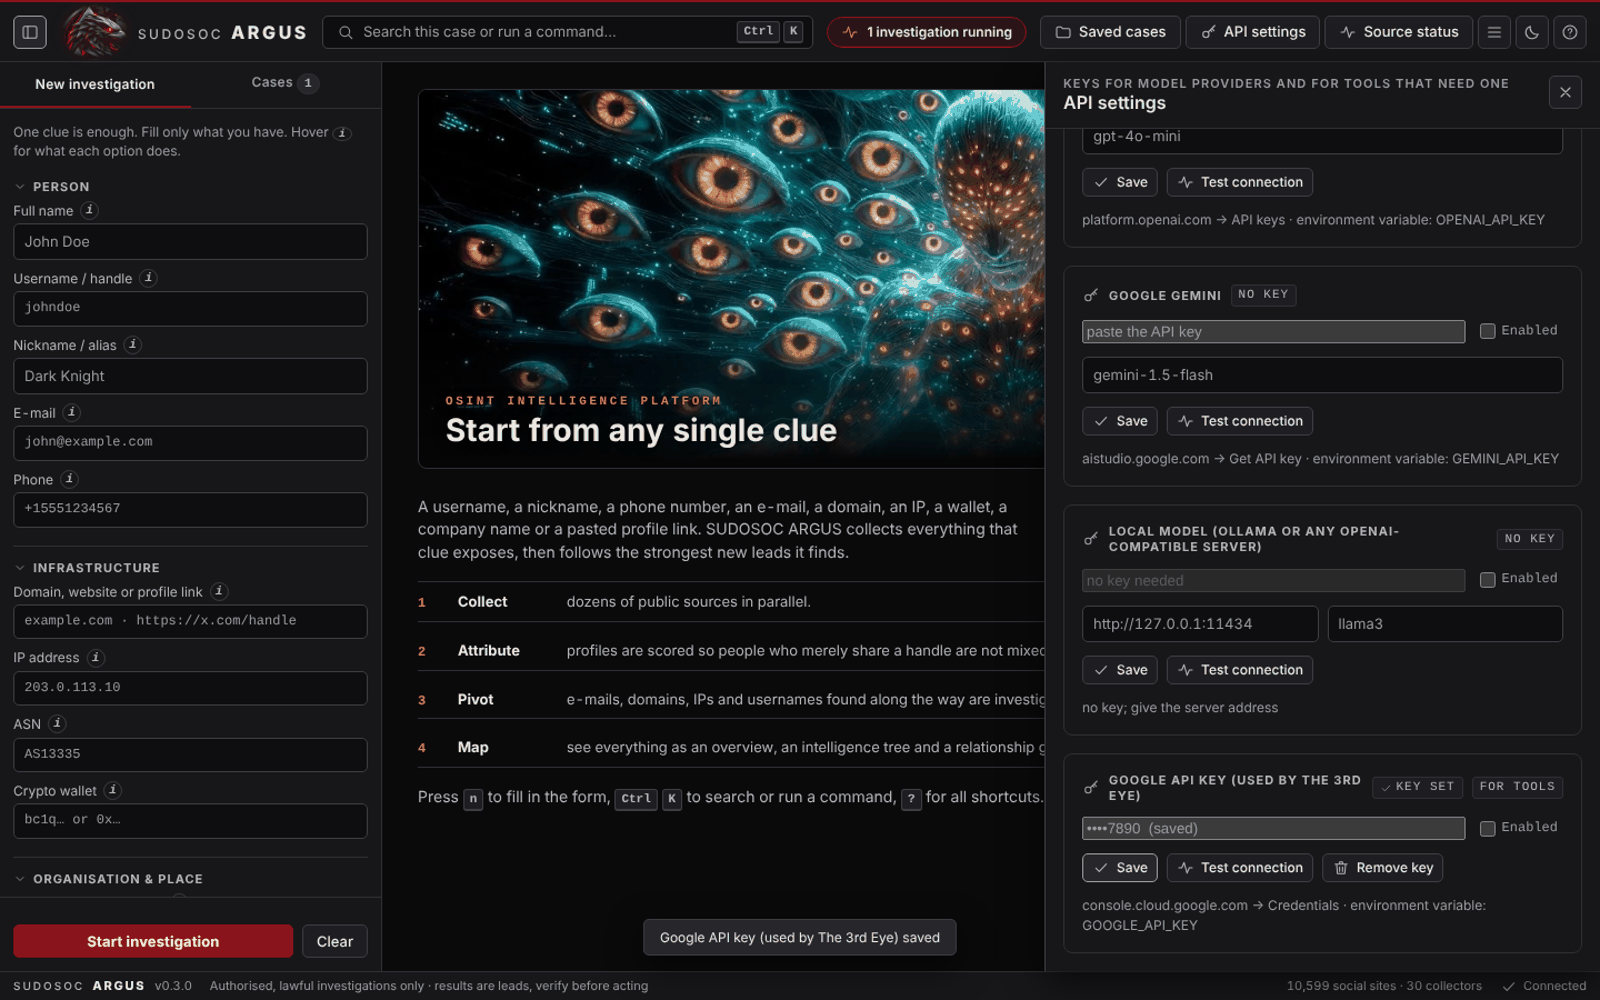 SUDOSOC ARGUS
Search this case or run a command...
Ctrl K
1 investigation running
Saved cases
API settings
Source status
New investigation
Cases 1
One clue is enough. Fill only what you have. Hover i
for what each option does.
PERSON
Full name i
John Doe
Username / handle i
johndoe
Nickname / alias i
Dark Knight
E-mail i
john@example.com
Phone i
+15551234567
INFRASTRUCTURE
Domain, website or profile link i
example.com · https://x.com/handle
IP address i
203.0.113.10
ASN i
AS13335
Crypto wallet i
bc1q… or 0x…
ORGANISATION & PLACE
Start investigation
Clear
OSINT INTELLIGENCE PLATFORM
Start from any single clue
A username, a nickname, a phone number, an e-mail, a domain, an IP, a wallet, a
company name or a pasted profile link. SUDOSOC ARGUS collects everything that
clue exposes, then follows the strongest new leads it finds.
1 Collect dozens of public sources in parallel.
2 Attribute profiles are scored so people who merely share a handle are not mixed
3 Pivot e-mails, domains, IPs and usernames found along the way are investig
4 Map see everything as an overview, an intelligence tree and a relationship g
Press n to fill in the form, Ctrl K to search or run a command, ? for all shortcuts.
Google API key (used by The 3rd Eye) saved
KEYS FOR MODEL PROVIDERS AND FOR TOOLS THAT NEED ONE
API settings
gpt-4o-mini
Save
Test connection
platform.openai.com → API keys · environment variable: OPENAI_API_KEY
GOOGLE GEMINI NO KEY
paste the API key
Enabled
gemini-1.5-flash
Save
Test connection
aistudio.google.com → Get API key · environment variable: GEMINI_API_KEY
LOCAL MODEL (OLLAMA OR ANY OPENAI-
COMPATIBLE SERVER)
NO KEY
no key needed
Enabled
http://127.0.0.1:11434
llama3
Save
Test connection
no key; give the server address
GOOGLE API KEY (USED BY THE 3RD
EYE)
KEY SET
FOR TOOLS
••••7890 (saved)
Enabled
Save
Test connection
Remove key
console.cloud.google.com → Credentials · environment variable:
GOOGLE_API_KEY
SUDOSOC ARGUS v0.3.0 Authorised, lawful investigations only · results are leads, verify before acting
10,599 social sites · 30 collectors
Connected